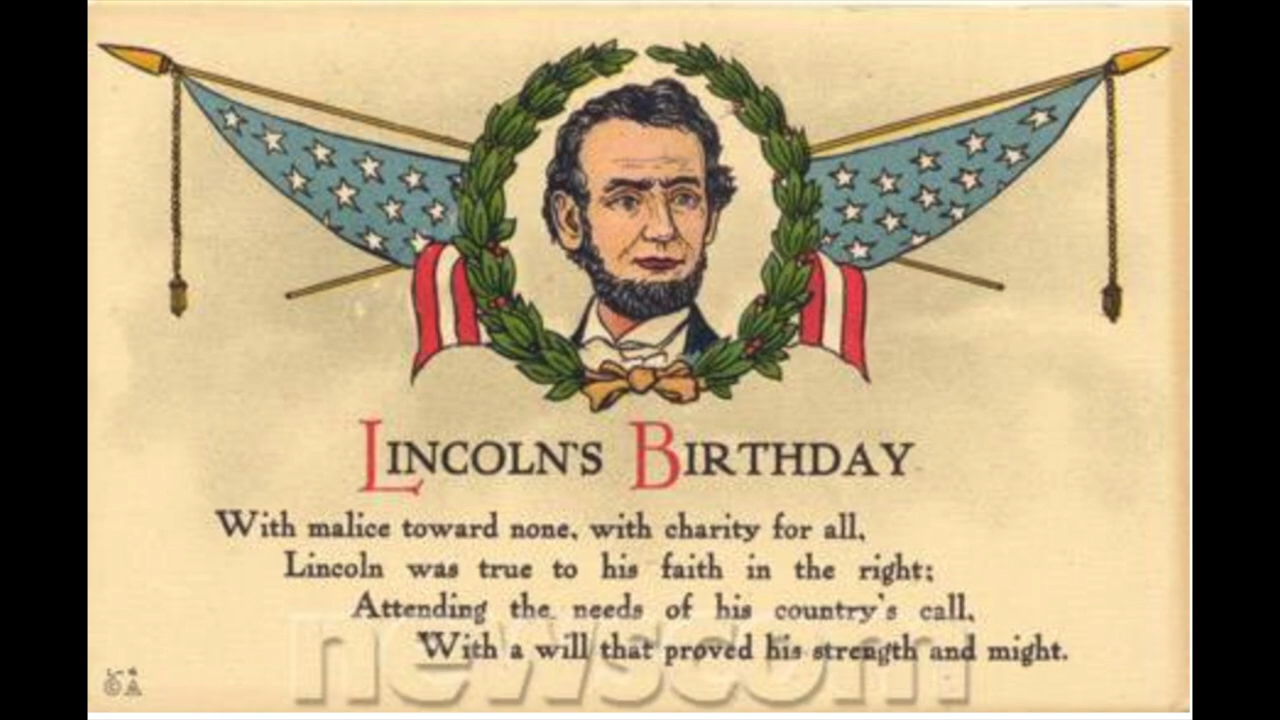 LINCOLN'S BIRTHDAY
With malice toward none, with charity for all,
Lincoln was true to his faith in the right;
Attending the needs of his country's call,
With a will that proved his strength and might.
newscom